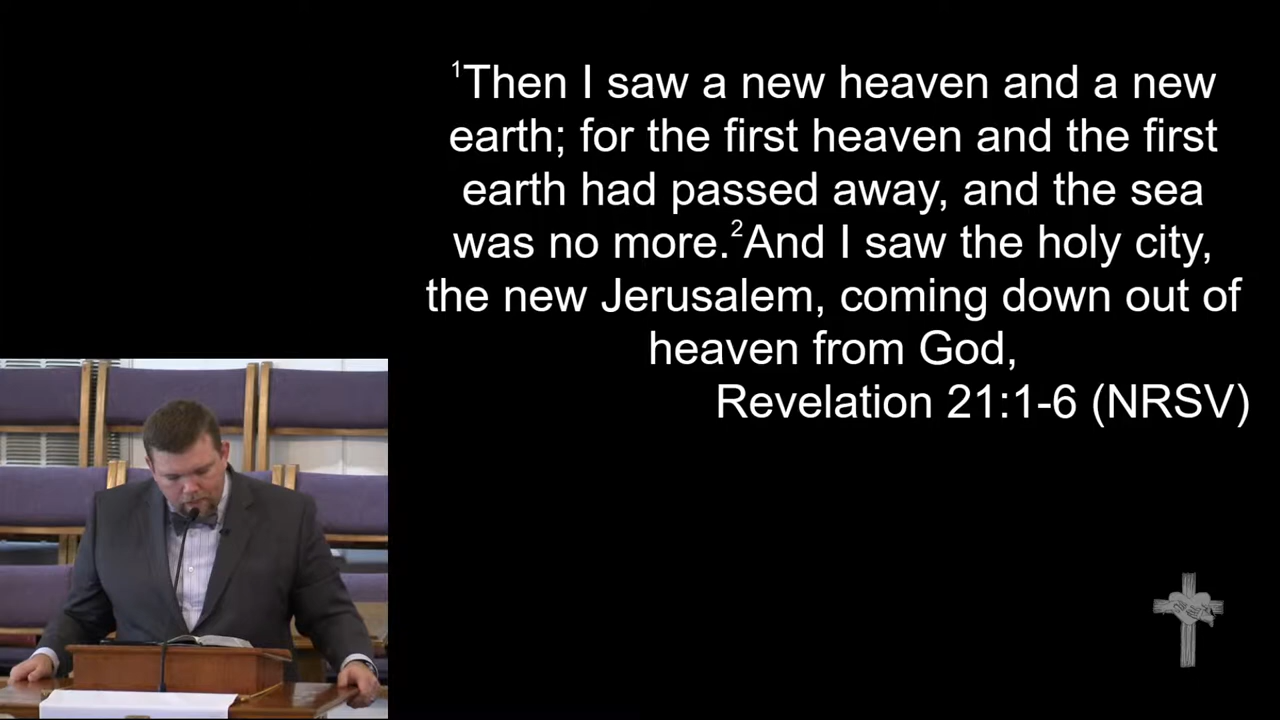 ¹Then I saw a new heaven and a new
earth; for the first heaven and the first
earth had passed away, and the sea
was no more.²And I saw the holy city,
the new Jerusalem, coming down out of
heaven from God,
Revelation 21:1-6 (NRSV)